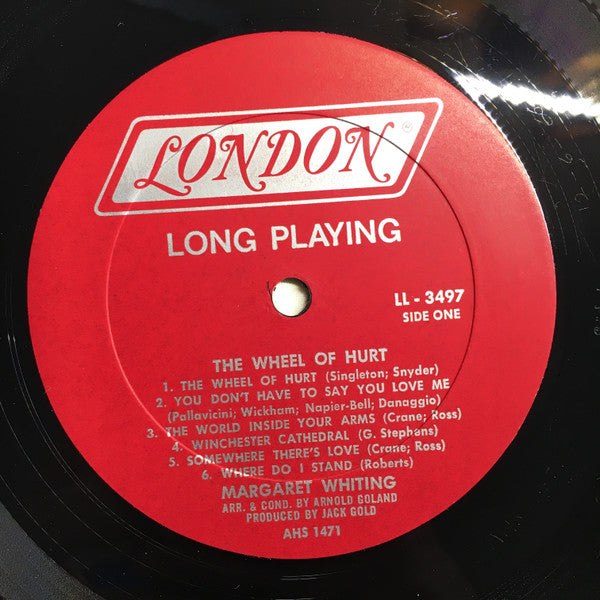 LONDON®
LONG PLAYING
LL - 3497
SIDE ONE
THE WHEEL OF HURT
1. THE WHEEL OF HURT (Singleton; Snyder)
2. YOU DON'T HAVE TO SAY YOU LOVE ME
(Pallavicini; Wickham; Napier-Bell; Danaggio)
3. THE WORLD INSIDE YOUR ARMS (Crane; Ross)
4. WINCHESTER CATHEDRAL (G. Stephens)
5. SOMEWHERE THERE'S LOVE (Crane; Ross)
6. WHERE DO I STAND (Roberts)
MARGARET WHITING
ARR. & COND. BY ARNOLD GOLAND
PRODUCED BY JACK GOLD
AHS 1471